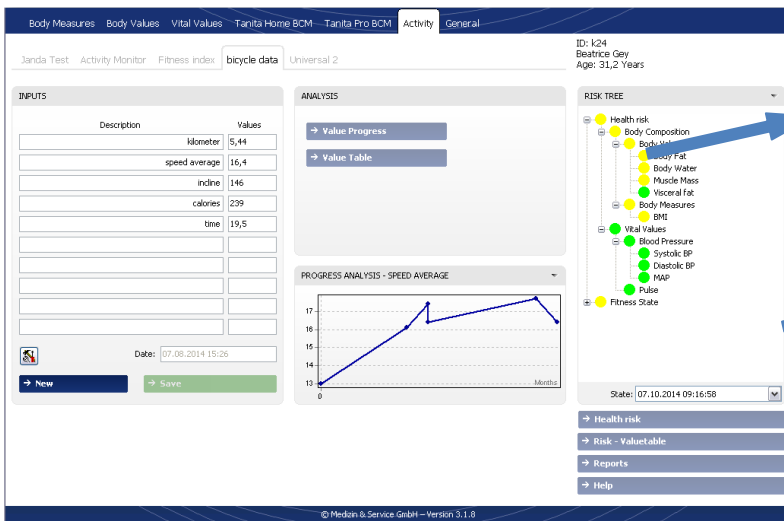 Body Measures Body Values Vital Values Tanita Home BCM Tanita Pro BCM Activity General
ID: k24
Beatrice Gey
Age: 31,2 Years
Janda Test Activity Monitor Fitness index bicycle data Universal 2
INPUTS
Description Values
kilometer 5,44
speed average 16,4
incline 146
calories 239
time 19,5
Date: 07.08.2014 15:26
→ New → Save
ANALYSIS
→ Value Progress
→ Value Table
PROGRESS ANALYSIS - SPEED AVERAGE
17
16
15
14
13
Months
0
RISK TREE
Health risk
Body Composition
Body
Body Fat
Body Water
Muscle Mass
Visceral fat
Body Measures
BMI
Vital Values
Blood Pressure
Systolic BP
Diastolic BP
MAP
Pulse
Fitness State
State: 07.10.2014 09:16:58
→ Health risk
→ Risk - Valuetable
→ Reports
→ Help
© Medizin & Service GmbH – Version 3.1.8